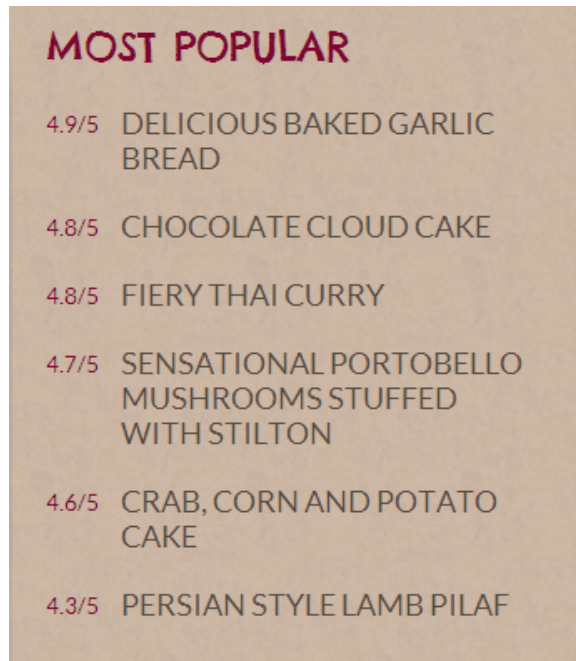 MOST POPULAR
4.9/5 DELICIOUS BAKED GARLIC
BREAD
4.8/5 CHOCOLATE CLOUD CAKE
4.8/5 FIERY THAI CURRY
4.7/5 SENSATIONAL PORTOBELLO
MUSHROOMS STUFFED
WITH STILTON
4.6/5 CRAB, CORN AND POTATO
CAKE
4.3/5 PERSIAN STYLE LAMB PILAF